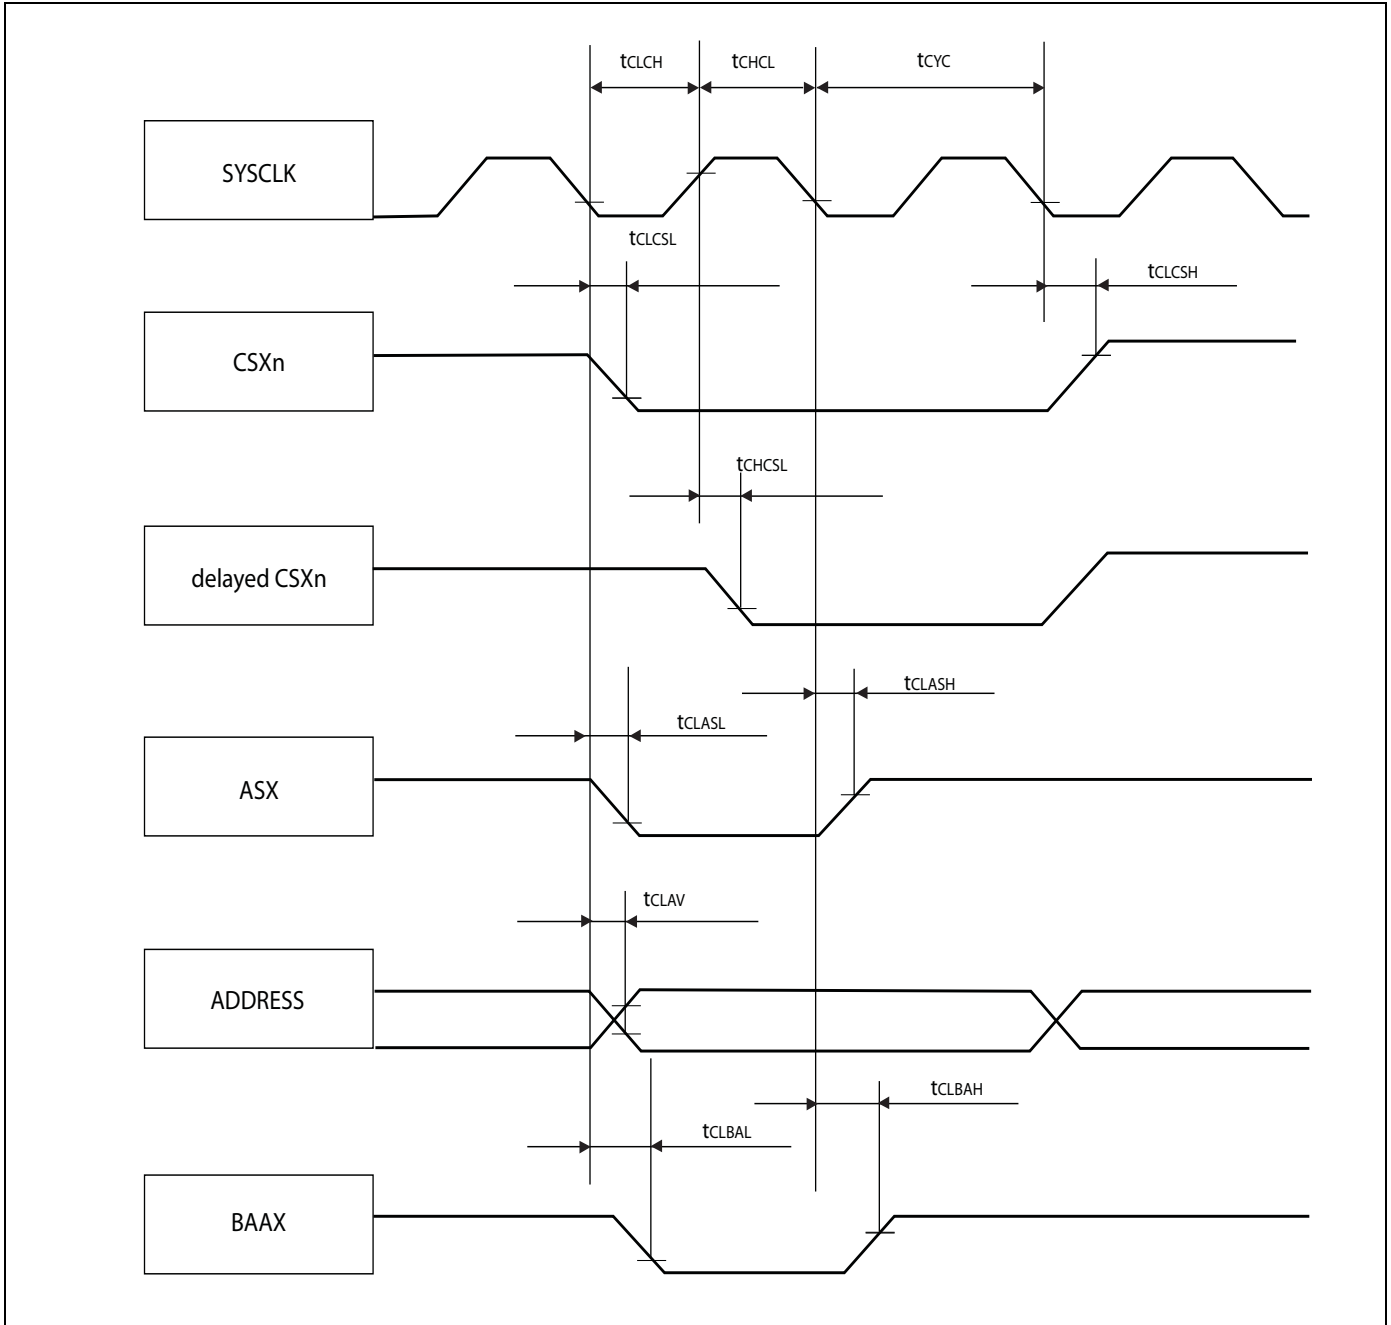 tCLCH
tCHCL
tCYC
SYSCLK
tCLCSL
tCLCSH
CSXn
tCHCSL
delayed CSXn
tCLASH
tCLASL
ASX
tCLAV
ADDRESS
tCLBAH
tCLBAL
BAAX